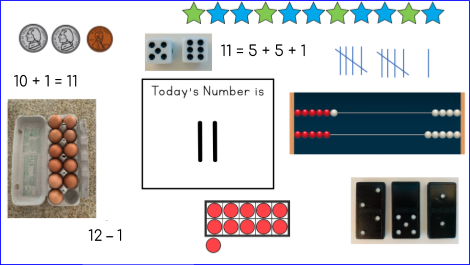 11 = 5 + 5 + 1
10 + 1 = 11
Today's Number is
11
12 – 1